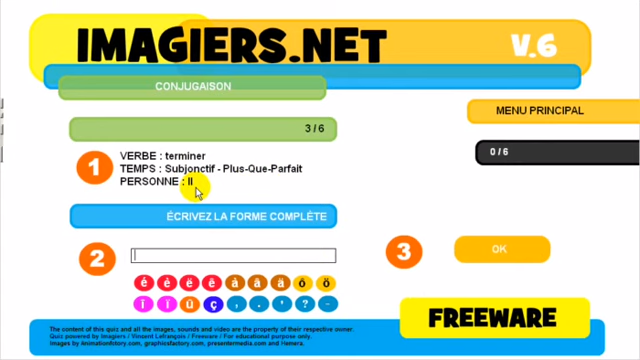 IMAGIERS.NET
V.6
CONJUGAISON
MENU PRINCIPAL
3 / 6
0 / 6
1
VERBE : terminer
TEMPS : Subjonctif - Plus-Que-Parfait
PERSONNE : Il
ÉCRIVEZ LA FORME COMPLÈTE
2
3
OK
é è ê ë à â ä ô ö
î ï û ç , . ' ? -
FREEWARE
The content of this quiz and all the images, sounds and video are the property of their respective owner.
Quiz powered by Imagiers / Vincent Lefrançois / Freeware / For educational purpose only.
Images by Animationfactory.com, graphicsfactory.com, presentermedia.com and Hemera.